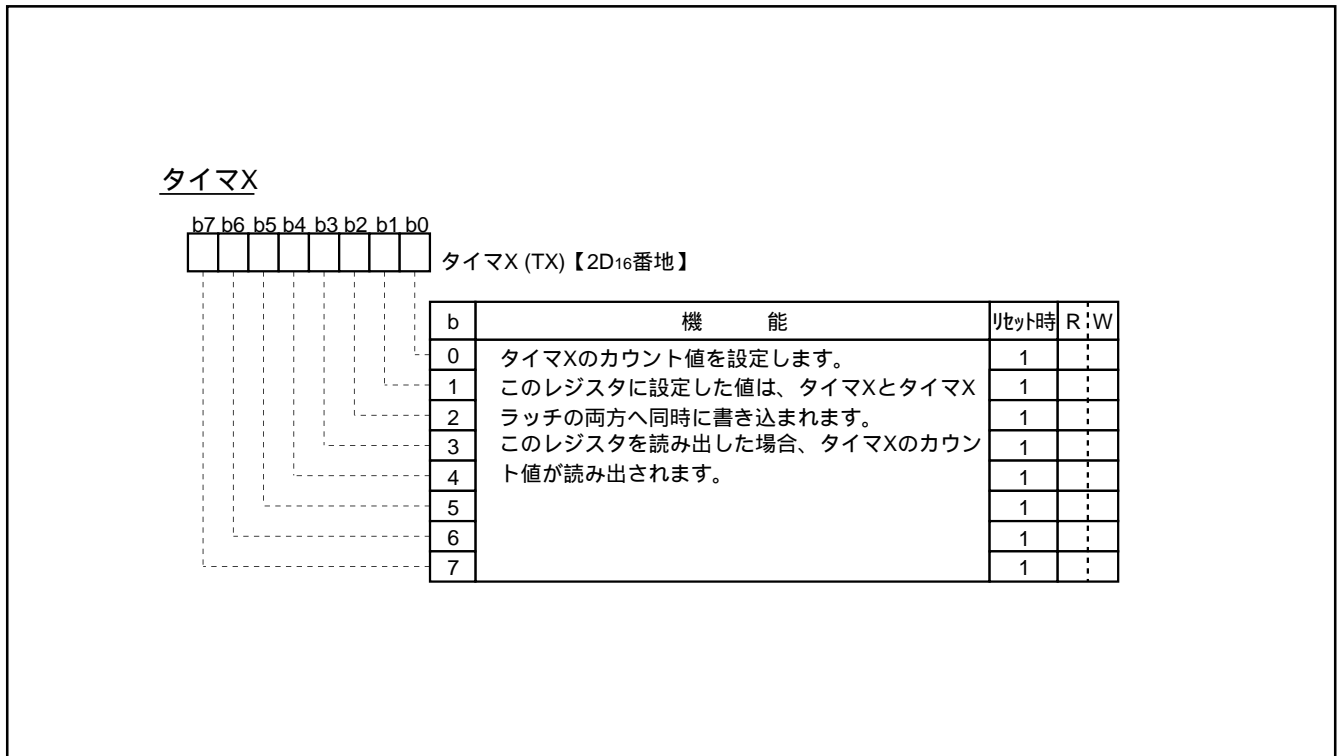 タイマX
b7 b6 b5 b4 b3 b2 b1 b0
タイマX (TX)【2D16番地】
b 機 能 リセット時 R W
0 タイマXのカウント値を設定します。 1
1 このレジスタに設定した値は、タイマXとタイマX 1
2 ラッチの両方へ同時に書き込まれます。 1
3 このレジスタを読み出した場合、タイマXのカウン 1
4 ト値が読み出されます。 1
5 1
6 1
7 1